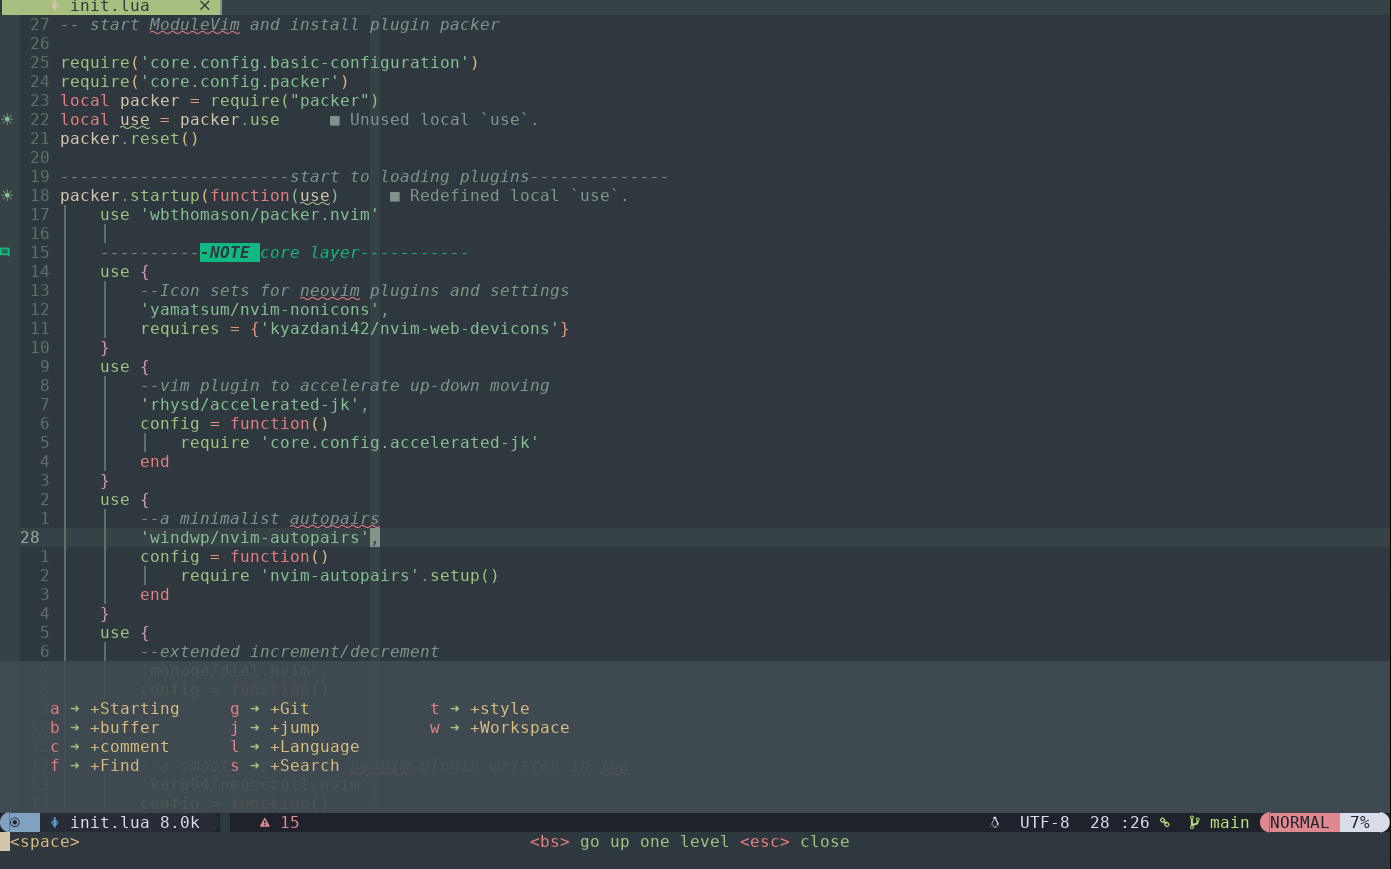 init.lua ×
27 -- start ModuleVim and install plugin packer
26
25 require('core.config.basic-configuration')
24 require('core.config.packer')
23 local packer = require("packer")
22 local use = packer.use ■ Unused local `use`.
21 packer.reset()
20
19 -----------------------start to loading plugins--------------
18 packer.startup(function(use) ■ Redefined local `use`.
17 use 'wbthomason/packer.nvim'
16
15 -----------NOTE core layer-----------
14 use {
13 --Icon sets for neovim plugins and settings
12 'yamatsum/nvim-nonicons',
11 requires = {'kyazdani42/nvim-web-devicons'}
10 }
9 use {
8 --vim plugin to accelerate up-down moving
7 'rhysd/accelerated-jk',
6 config = function()
5 require 'core.config.accelerated-jk'
4 end
3 }
2 use {
1 --a minimalist autopairs
28 'windwp/nvim-autopairs',
1 config = function()
2 require 'nvim-autopairs'.setup()
3 end
4 }
5 use {
6 --extended increment/decrement
7 'monaqa/dial.nvim',
8 config = function()
a ➜ +Starting g ➜ +Git t ➜ +style
b ➜ +buffer j ➜ +jump w ➜ +Workspace
c ➜ +comment l ➜ +Language
f ➜ +Find s ➜ +Search neovim plugin written in lua
13 'karb94/neoscroll.nvim',
14 config = function()
init.lua 8.0k 15 UTF-8 28 :26 main NORMAL 7%
<space> <bs> go up one level <esc> close